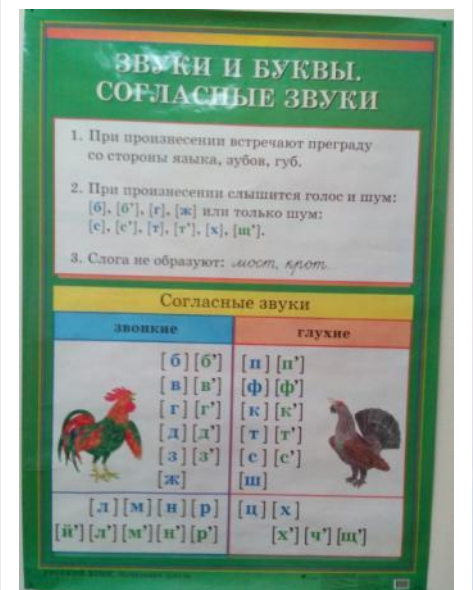 ЗВУКИ И БУКВЫ.
СОГЛАСНЫЕ ЗВУКИ
1. При произнесении встречают преграду
со стороны языка, зубов, губ.
2. При произнесении слышится голос и шум:
[б], [б’], [г], [ж] или только шум:
[с], [с’], [т], [т’], [х], [щ’].
3. Слога не образуют: мост, крот.
Согласные звуки
звонкие глухие
[б] [б’] [п] [п’]
[в] [в’] [ф] [ф’]
[г] [г’] [к] [к’]
[д] [д’] [т] [т’]
[з] [з’] [с] [с’]
[ж] [ш]
[л] [м] [н] [р] [ц] [х]
[й’] [л’] [м’] [н’] [р’] [х’] [ч’] [щ’]